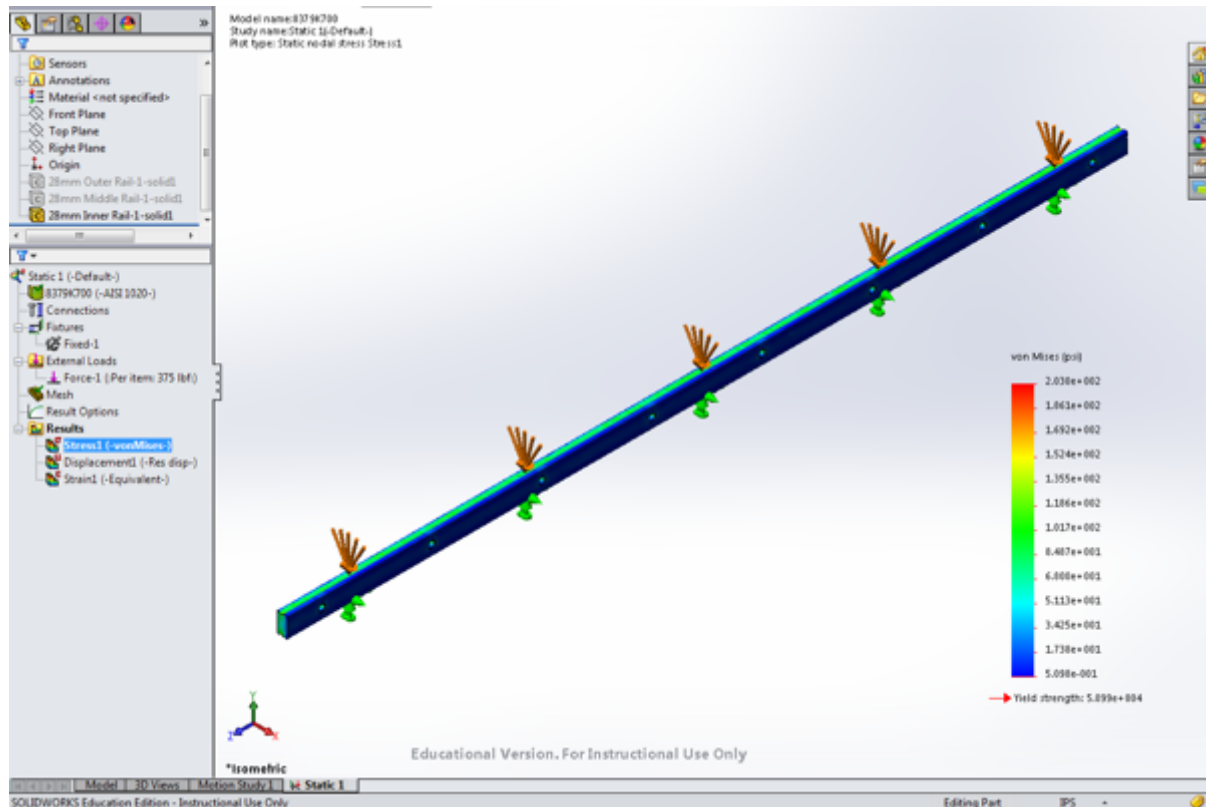 Model name:8379K700
Study name:Static 1(-Default-)
Plot type: Static nodal stress Stress1
Sensors
Annotations
Material <not specified>
Front Plane
Top Plane
Right Plane
Origin
28mm Outer Rail-1-solid1
28mm Middle Rail-1-solid1
28mm Inner Rail-1-solid1
Static 1 (-Default-)
8379K700 (-AISI 1020-)
Connections
Fixtures
Fixed-1
External Loads
Force-1 (:Per item: 375 lbf:)
Mesh
Result Options
Results
Stress1 (-vonMises-)
Displacement1 (-Res disp-)
Strain1 (-Equivalent-)
von Mises (psi)
2.030e+002
1.861e+002
1.692e+002
1.524e+002
1.355e+002
1.186e+002
1.017e+002
8.487e+001
6.800e+001
5.113e+001
3.425e+001
1.738e+001
5.098e-001
Yield strength: 5.099e+004
Y
Z
X
Educational Version. For Instructional Use Only
*Isometric
Model
3D Views
Motion Study 1
Static 1
SOLIDWORKS Education Edition - Instructional Use Only
Editing Part
IPS